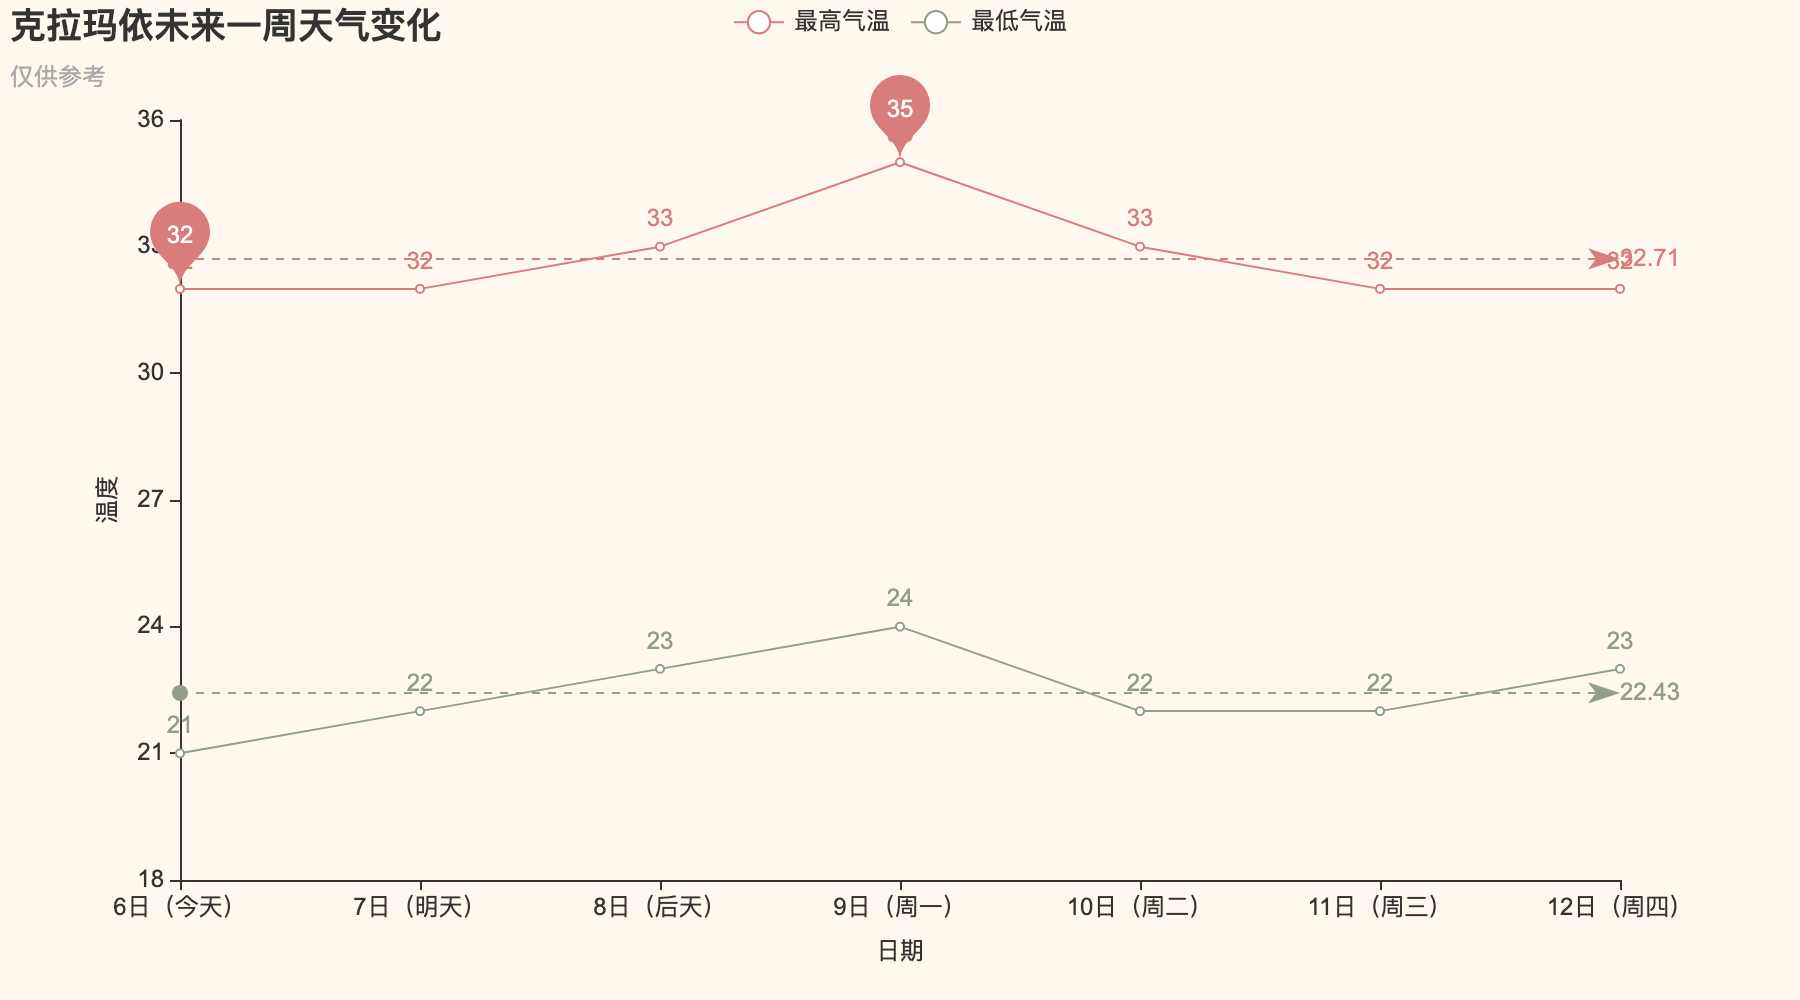 克拉玛依未来一周天气变化
仅供参考
最高气温
最低气温
36
33
30
27
24
21
18
温度
32
35
32
33
33
32
32
32.71
21
22
23
24
22
22
23
22.43
6日（今天）
7日（明天）
8日（后天）
9日（周一）
10日（周二）
11日（周三）
12日（周四）
日期